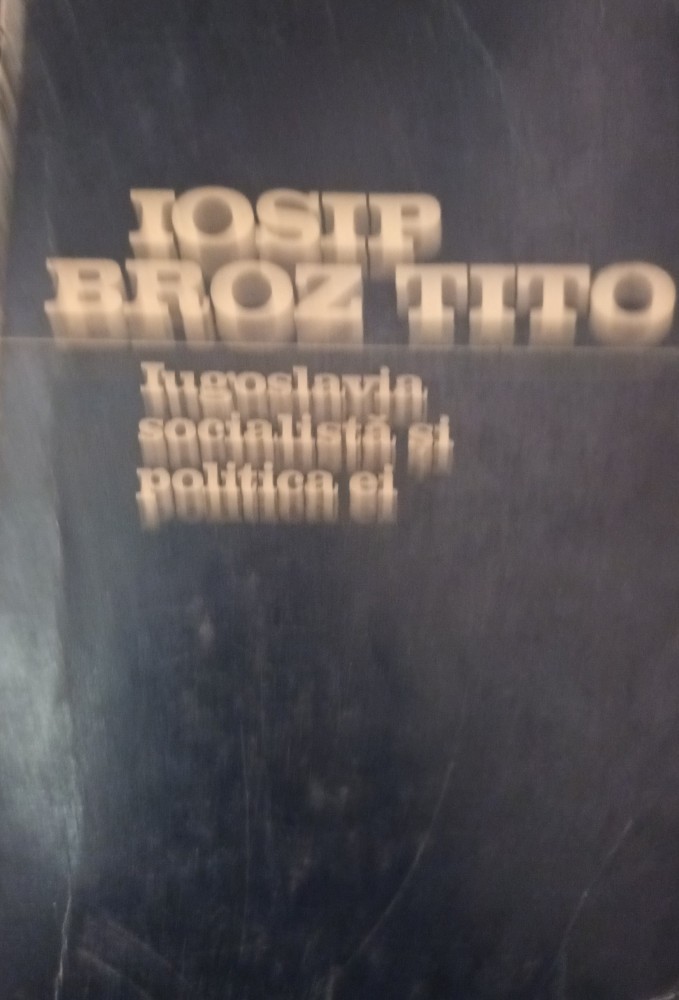 IOSIP
BROZ TITO
Iugoslavia
socialistă și
politica ei